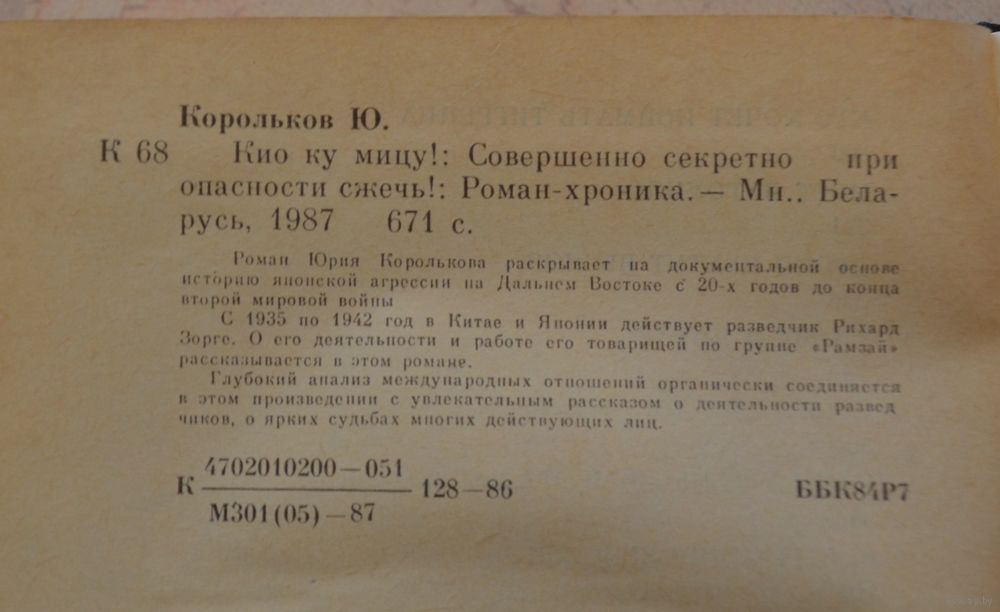 Корольков Ю.
К 68 Кио ку мицу!: Совершенно секретно при
опасности сжечь!: Роман-хроника.— Мн.. Бела-
русь, 1987 671 с.
Роман Юрия Королькова раскрывает на документальной основе
историю японской агрессии на Дальнем Востоке с 20-х годов до конца
второй мировой войны
С 1935 по 1942 год в Китае и Японии действует разведчик Рихард
Зорге. О его деятельности и работе его товарищей по группе «Рамзай»
рассказывается в этом романе.
Глубокий анализ международных отношений органически соединяется
в этом произведении с увлекательным рассказом о деятельности развед
чиков, о ярких судьбах многих действующих лиц.
4702010200—051
К 128—86 ББК84Р7
М301(05)—87